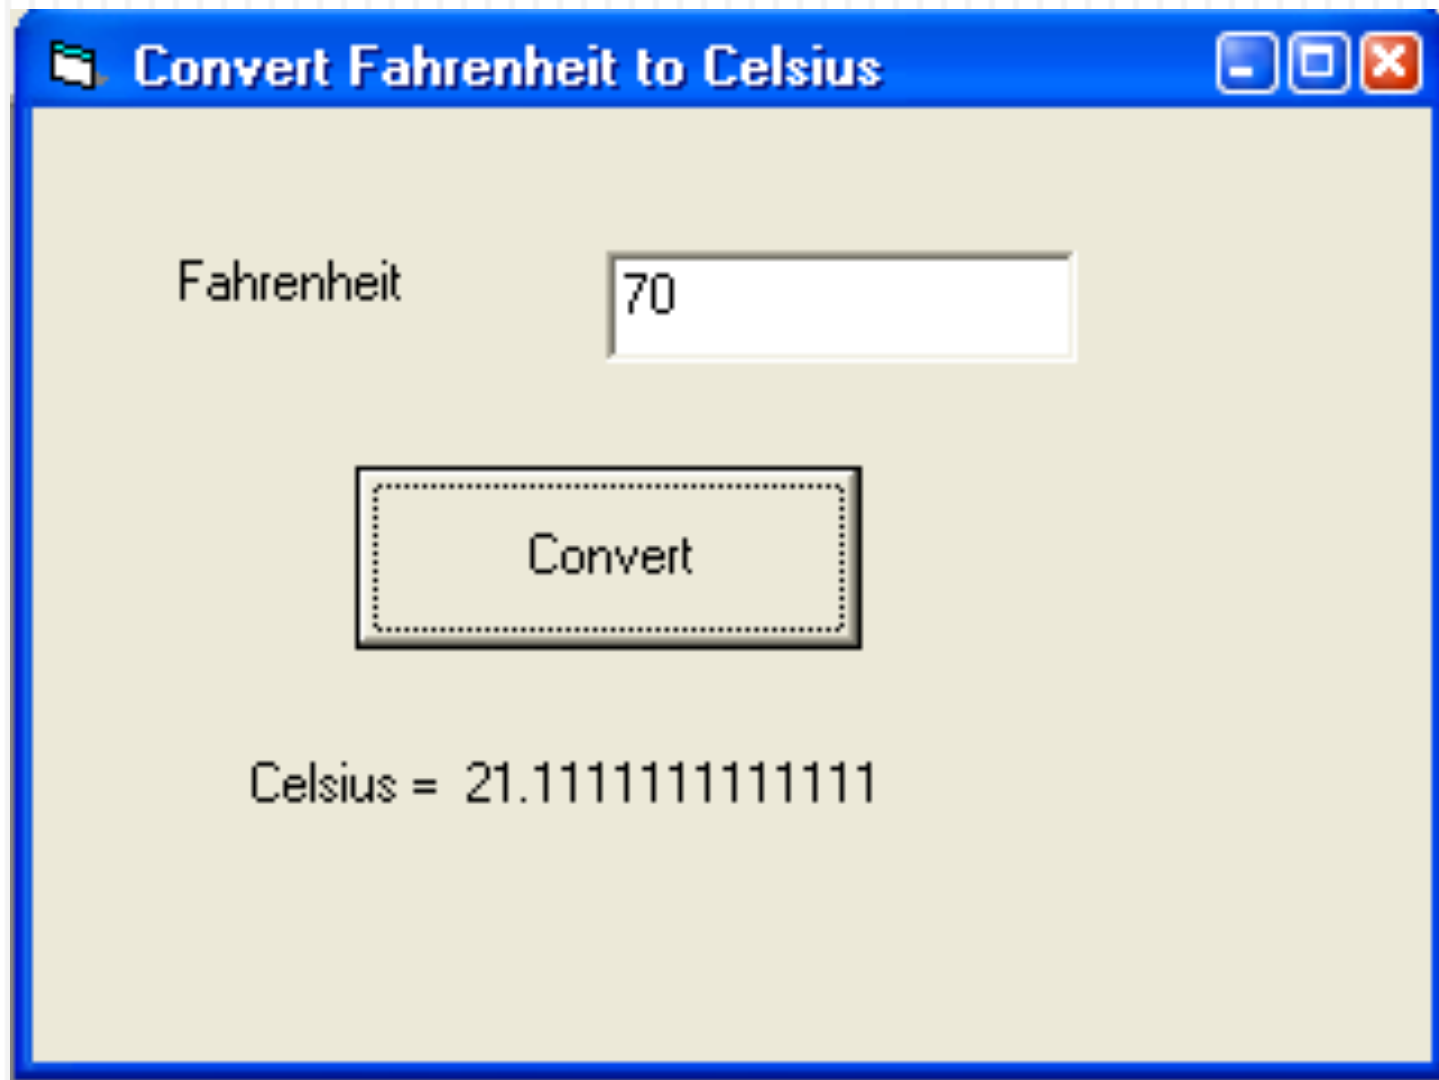 Convert Fahrenheit to Celsius
Fahrenheit 70
Convert
Celsius = 21.1111111111111